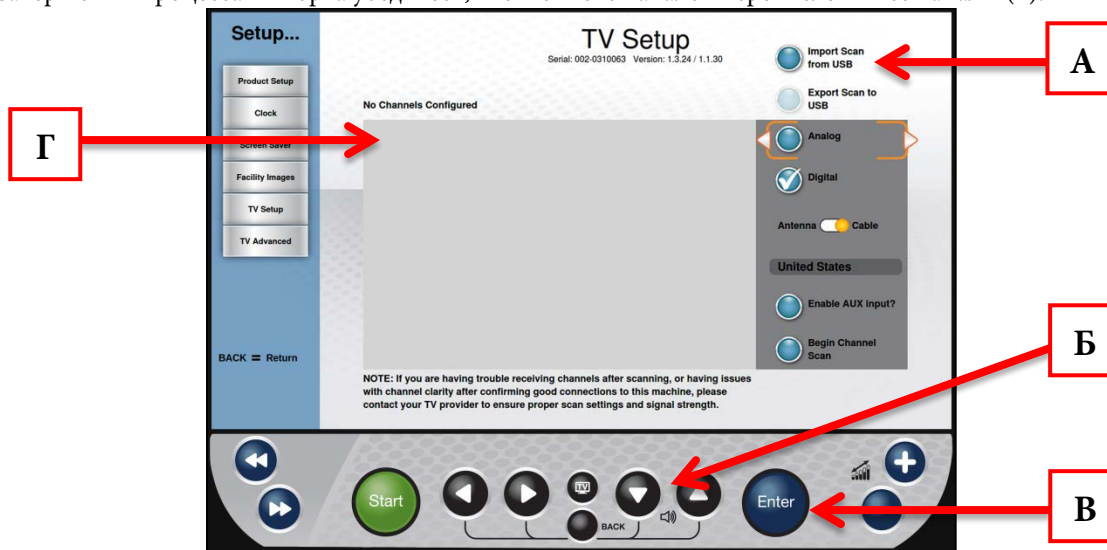 Setup...
TV Setup
Serial: 002-0310063 Version: 1.3.24 / 1.1.30
Import Scan
from USB
А
Product Setup
Clock
Screen Saver
Facility Images
TV Setup
TV Advanced
No Channels Configured
Export Scan to
USB
Г
Analog
Digital
Antenna Cable
United States
Enable AUX input?
Begin Channel
Scan
Б
BACK = Return
NOTE: If you are having trouble receiving channels after scanning, or having issues
with channel clarity after confirming good connections to this machine, please
contact your TV provider to ensure proper scan settings and signal strength.
Start
TV
BACK
Enter
В